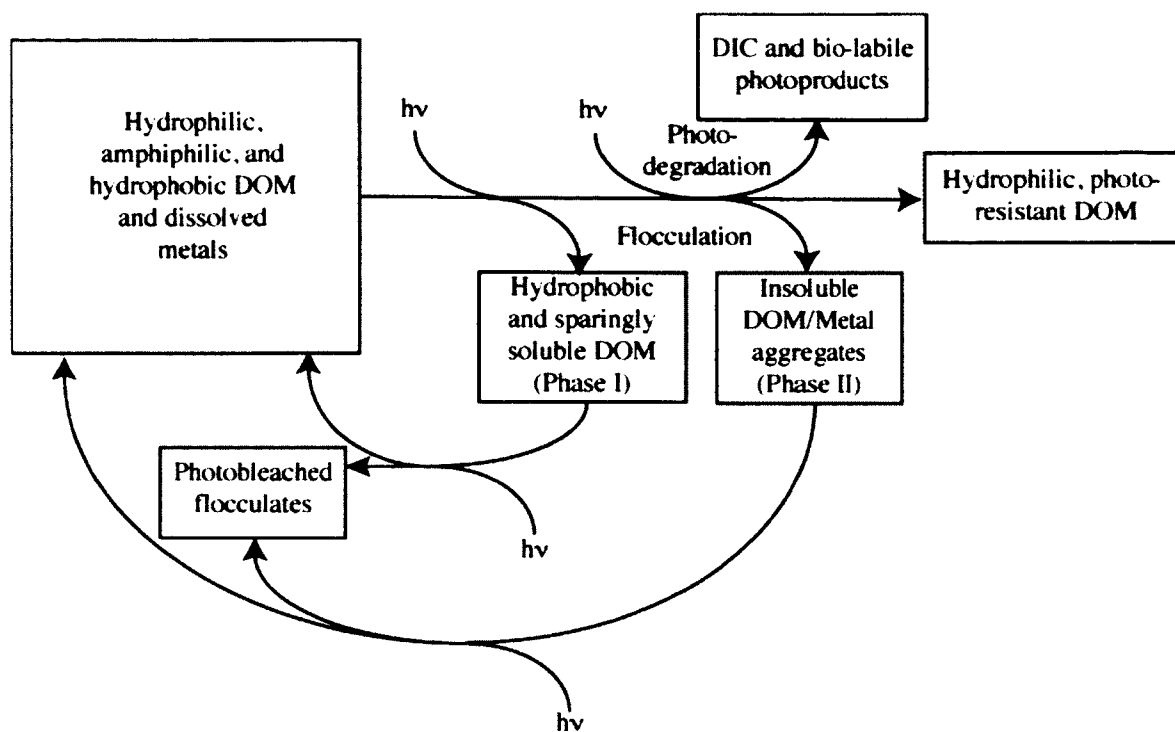 DIC and bio-labile
photoproducts
Hydrophilic,
amphiphilic, and
hydrophobic DOM
and dissolved
metals
hν
hν
Photo-
degradation
Hydrophilic, photo-
resistant DOM
Flocculation
Hydrophobic
and sparingly
soluble DOM
(Phase I)
Insoluble
DOM/Metal
aggregates
(Phase II)
Photobleached
flocculates
hν
hν